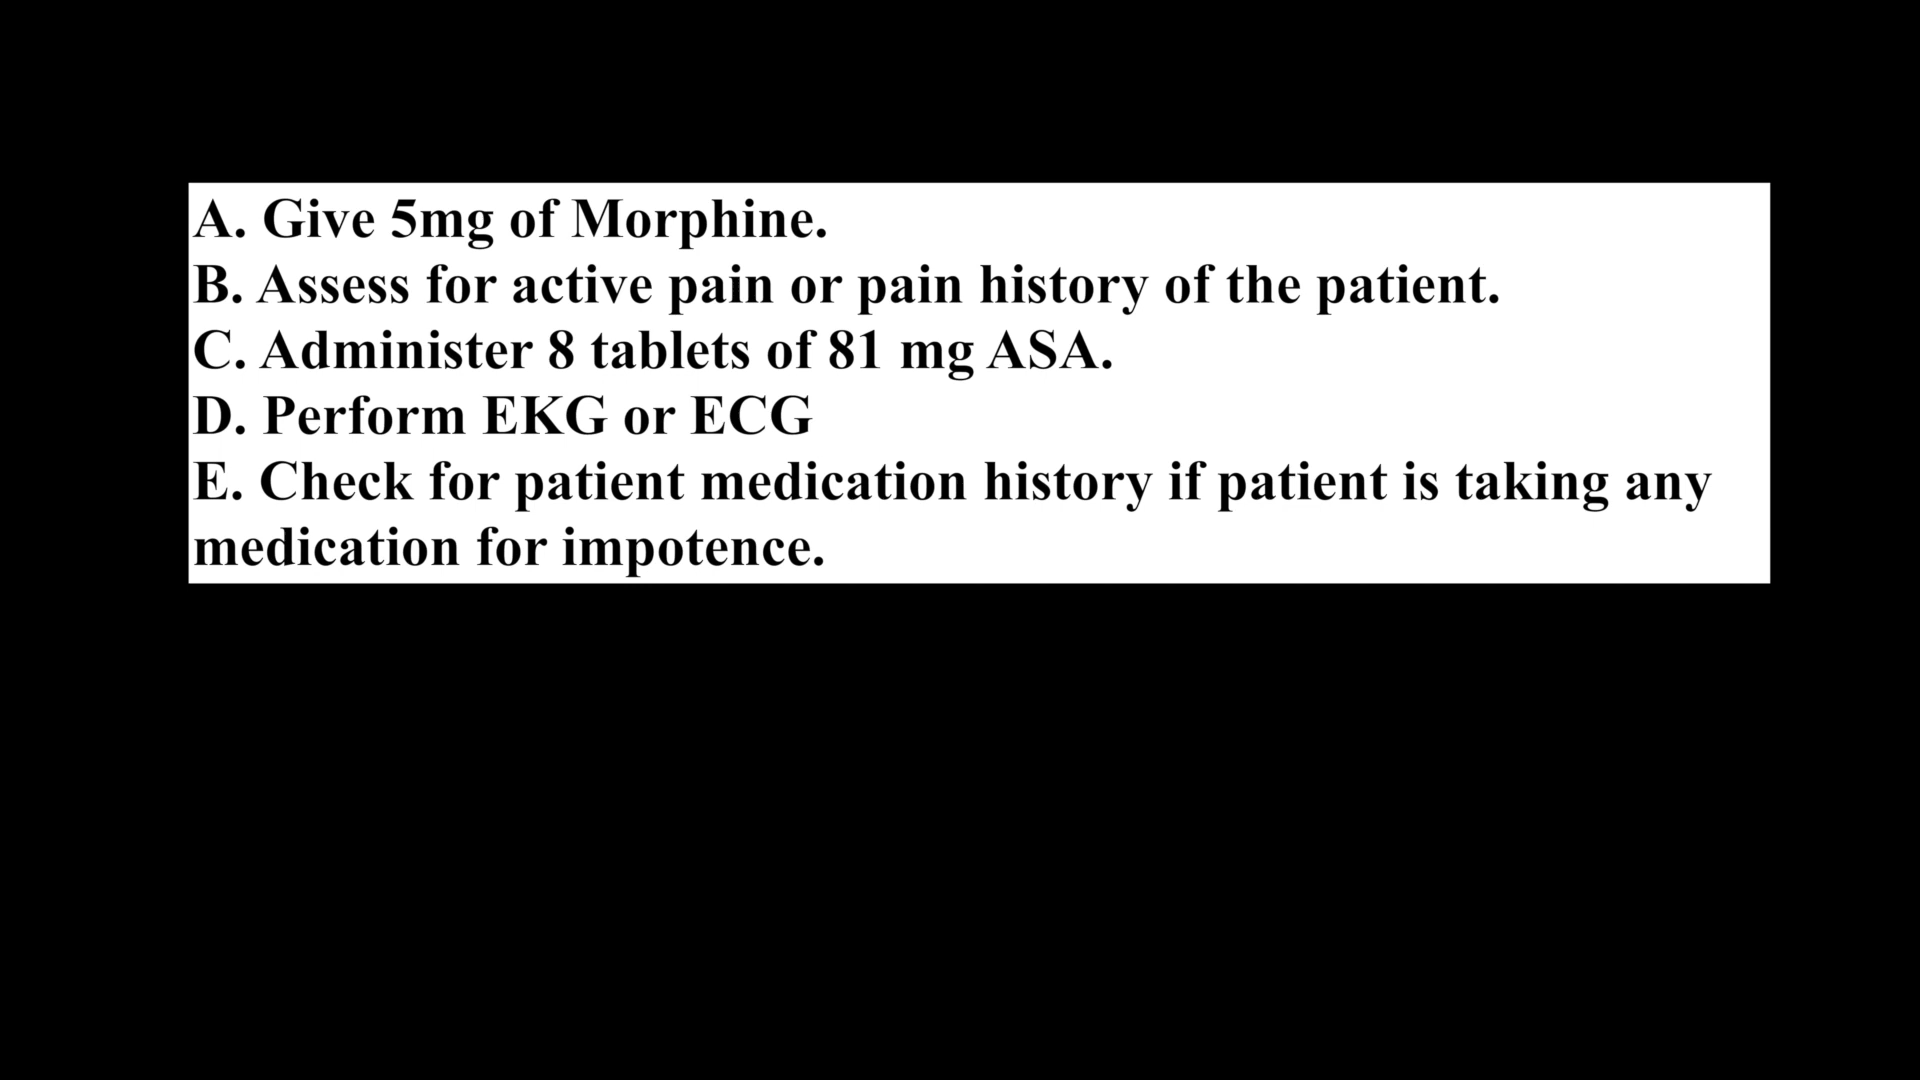 A. Give 5mg of Morphine.
B. Assess for active pain or pain history of the patient.
C. Administer 8 tablets of 81 mg ASA.
D. Perform EKG or ECG
E. Check for patient medication history if patient is taking any
medication for impotence.